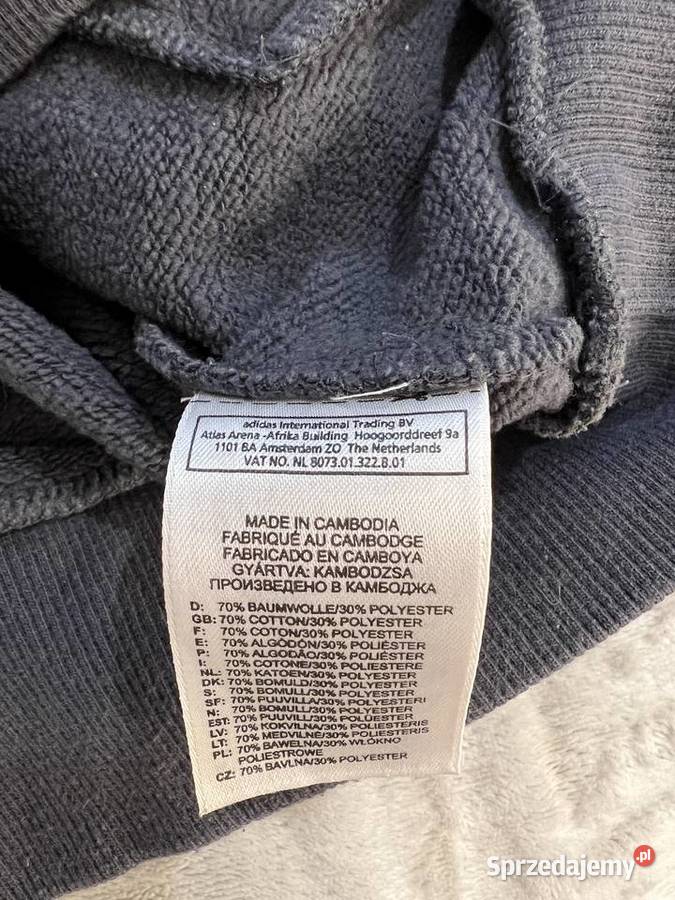 adidas International Trading BV
Atlas Arena -Afrika Building Hoogoorddreef 9a
1101 BA Amsterdam ZO The Netherlands
VAT NO. NL 8073.01.322.B.01
MADE IN CAMBODIA
FABRIQUÉ AU CAMBODGE
FABRICADO EN CAMBOYA
GYÁRTVA: KAMBODZSA
ПРОИЗВЕДЕНО В КАМБОДЖА
D: 70% BAUMWOLLE/30% POLYESTER
GB: 70% COTTON/30% POLYESTER
F: 70% COTON/30% POLYESTER
E: 70% ALGODÓN/30% POLIÉSTER
P: 70% ALGODÃO/30% POLIÉSTER
I: 70% COTONE/30% POLIESTERE
NL: 70% KATOEN/30% POLYESTER
DK: 70% BOMULD/30% POLYESTER
S: 70% BOMULL/30% POLYESTER
SF: 70% PUUVILLA/30% POLYESTERI
N: 70% BOMULL/30% POLYESTER
EST: 70% PUUVILL/30% POLÜESTER
LV: 70% KOKVILNA/30% POLIESTERIS
LT: 70% MEDVILNĖ/30% POLIESTERIS
PL: 70% BAWEŁNA/30% WŁÓKNO
POLIESTROWE
CZ: 70% BAVLNA/30% POLYESTER
Sprzedajemy.pl